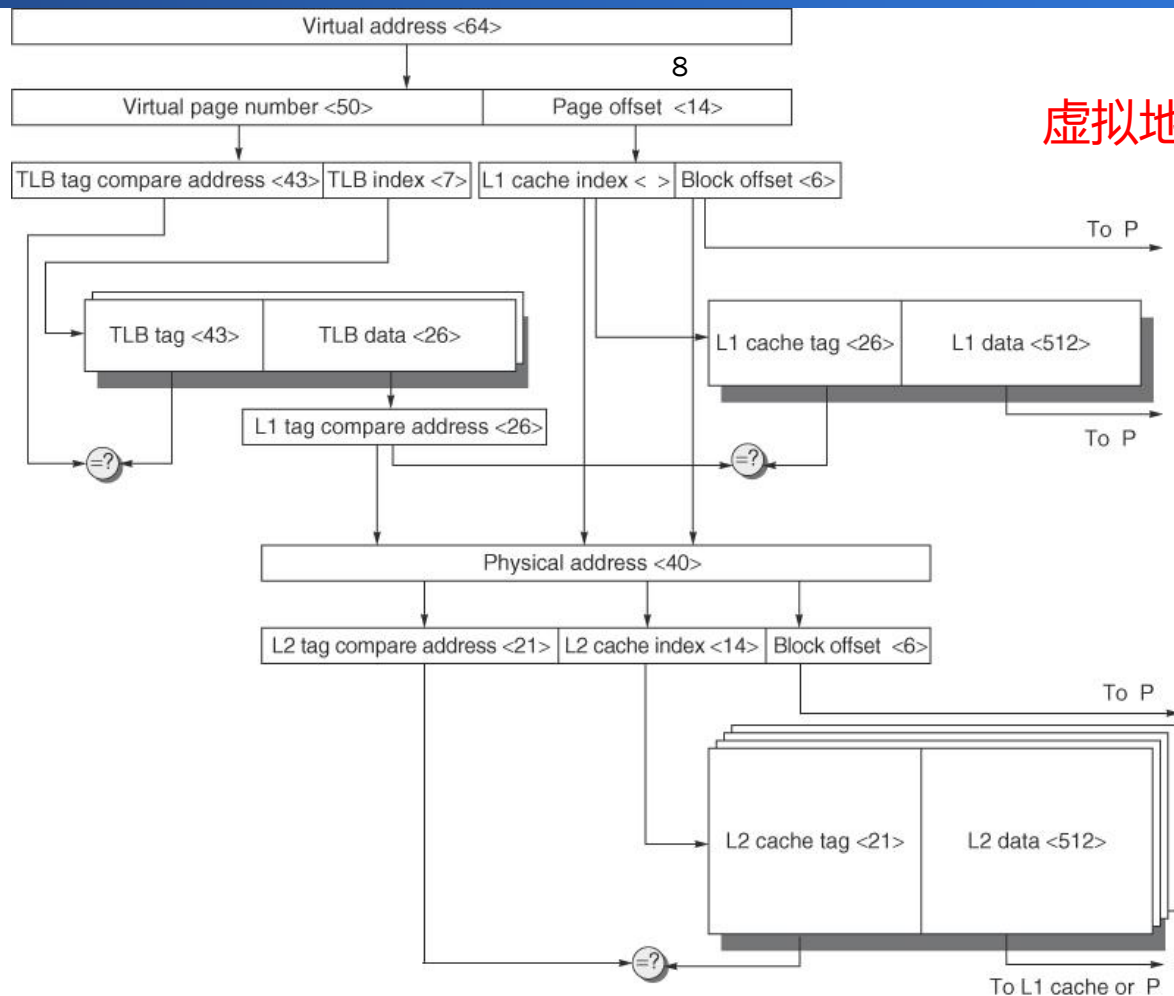 Virtual address <64>
8
Virtual page number <50> Page offset <14>
虚拟地
TLB tag compare address <43> TLB index <7> L1 cache index < > Block offset <6>
To P
TLB tag <43> TLB data <26>
L1 cache tag <26> L1 data <512>
L1 tag compare address <26>
To P
=? =?
Physical address <40>
L2 tag compare address <21> L2 cache index <14> Block offset <6>
To P
L2 cache tag <21> L2 data <512>
=?
To L1 cache or P